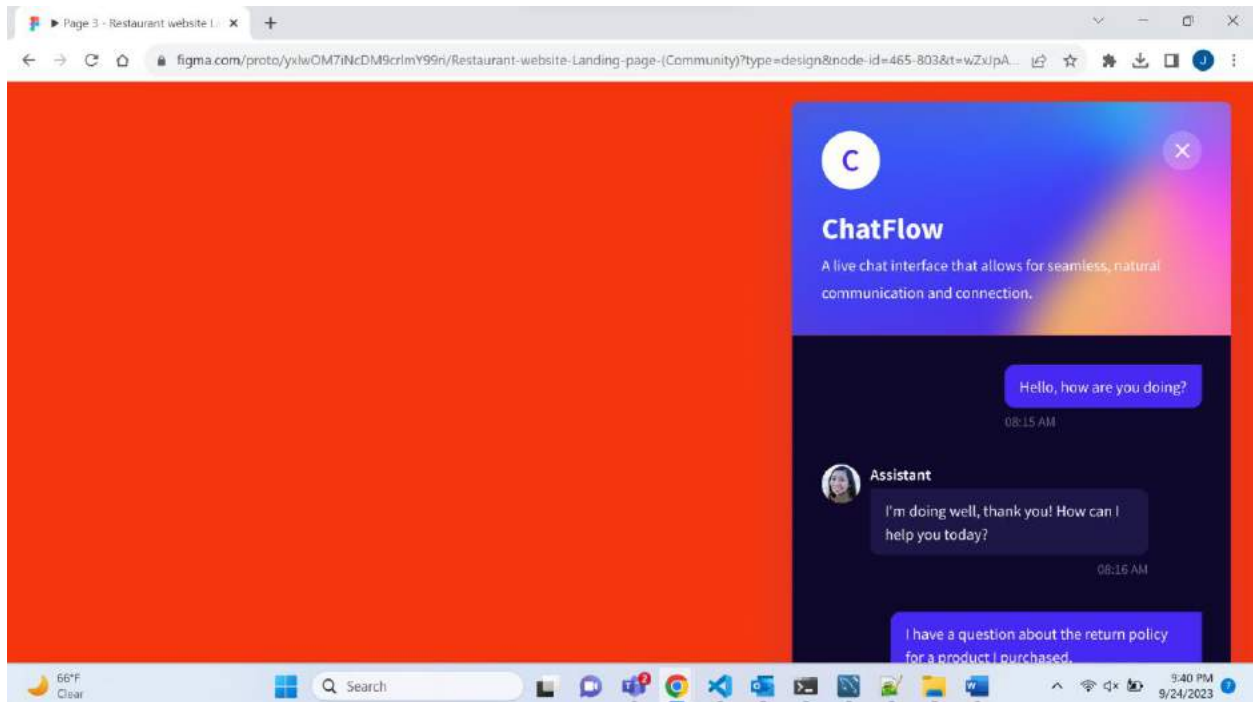 Page 3 - Restaurant website L
figma.com/proto/yxlwOM7iNcDM9crlmY99ri/Restaurant-website-Landing-page-(Community)?type=design&node-id=465-803&t=wZxJpA...
J
C
ChatFlow
A live chat interface that allows for seamless, natural
communication and connection.
Hello, how are you doing?
08:15 AM
Assistant
I'm doing well, thank you! How can I
help you today?
08:16 AM
I have a question about the return policy
for a product I purchased.
66°F
Clear
Search
2
9:40 PM
9/24/2023